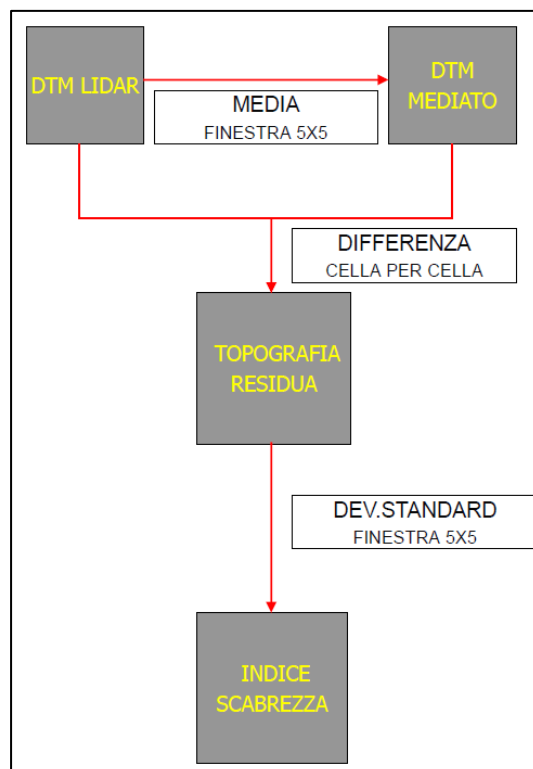 DTM LIDAR
DTM
MEDIATO
MEDIA
FINESTRA 5X5
DIFFERENZA
CELLA PER CELLA
TOPOGRAFIA
RESIDUA
DEV.STANDARD
FINESTRA 5X5
INDICE
SCABREZZA